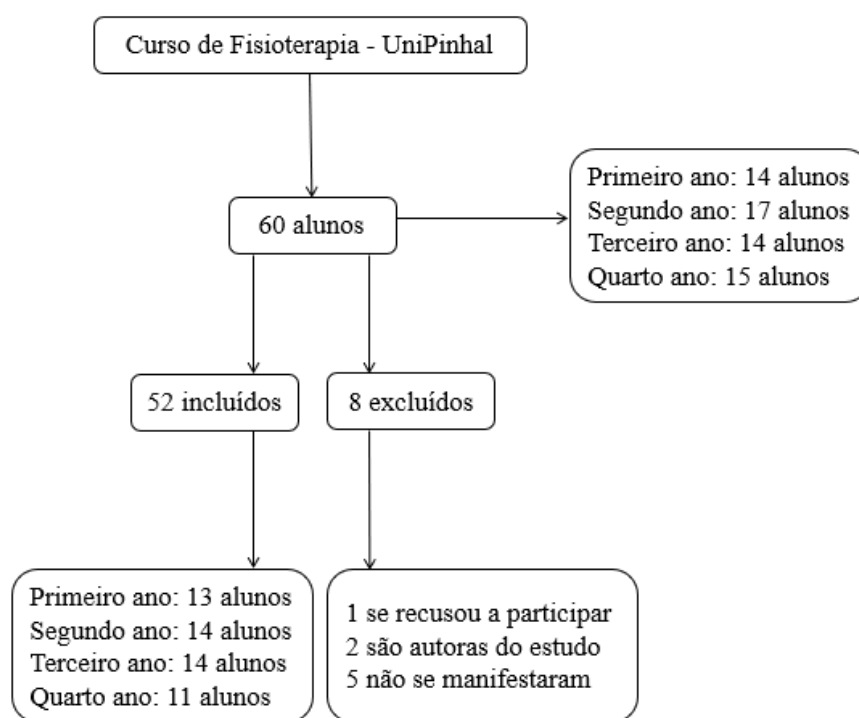 Curso de Fisioterapia - UniPinhal
60 alunos
Primeiro ano: 14 alunos
Segundo ano: 17 alunos
Terceiro ano: 14 alunos
Quarto ano: 15 alunos
52 incluídos
8 excluídos
Primeiro ano: 13 alunos
Segundo ano: 14 alunos
Terceiro ano: 14 alunos
Quarto ano: 11 alunos
1 se recusou a participar
2 são autoras do estudo
5 não se manifestaram